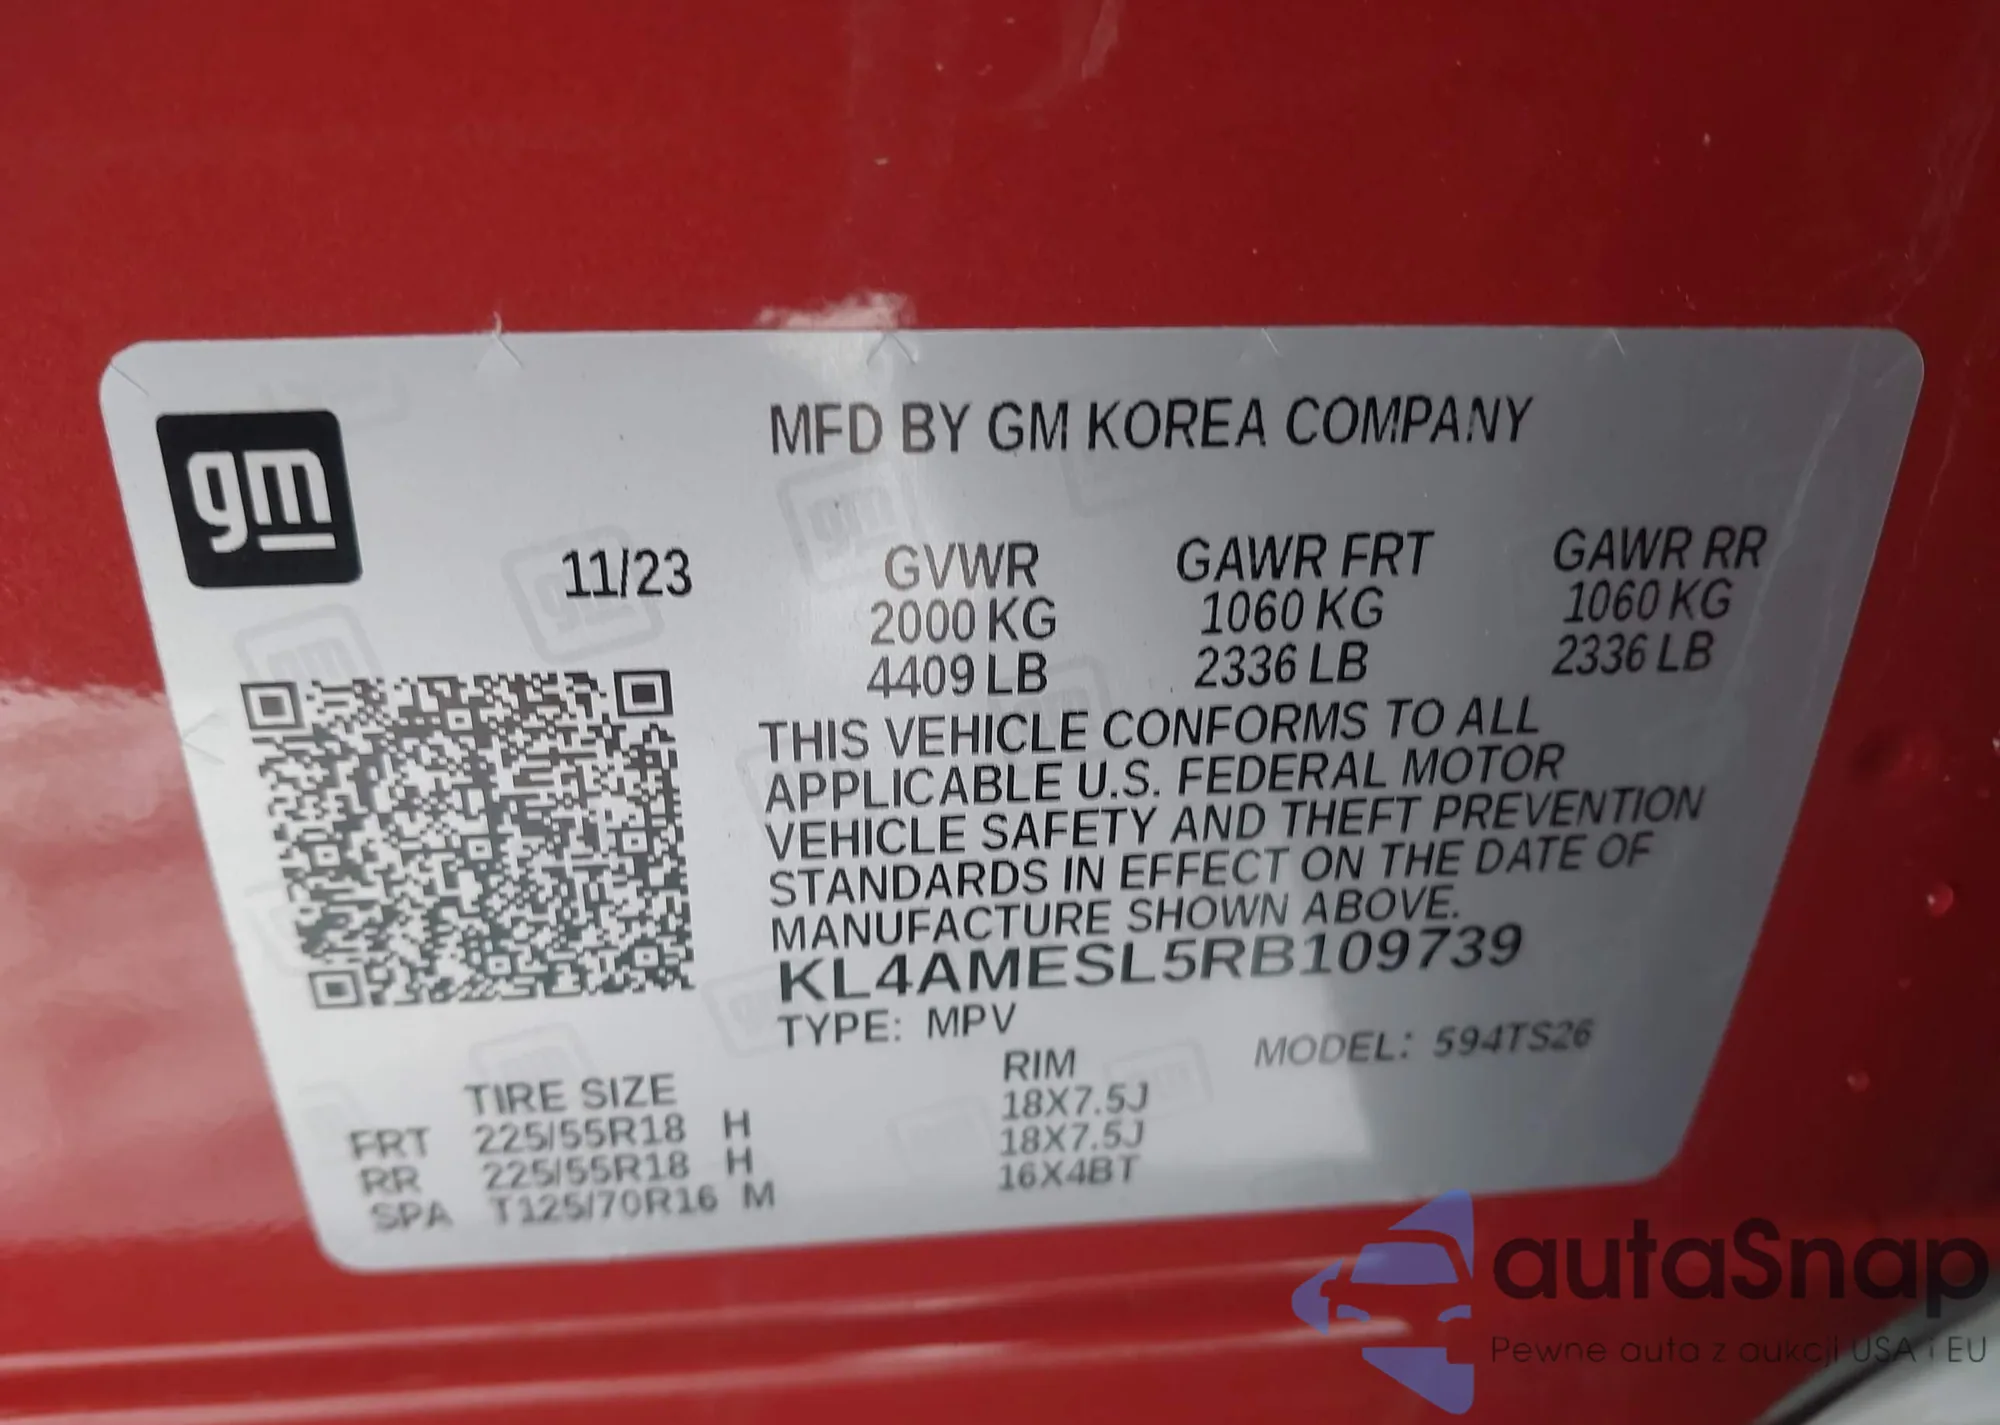 gm
MFD BY GM KOREA COMPANY
11/23
GVWR GAWR FRT GAWR RR
2000 KG 1060 KG 1060 KG
4409 LB 2336 LB 2336 LB
THIS VEHICLE CONFORMS TO ALL
APPLICABLE U.S. FEDERAL MOTOR
VEHICLE SAFETY AND THEFT PREVENTION
STANDARDS IN EFFECT ON THE DATE OF
MANUFACTURE SHOWN ABOVE.
KL4AMESL5RB109739
TYPE: MPV MODEL: 594TS26
TIRE SIZE RIM
FRT 225/55R18 H 18X7.5J
RR 225/55R18 H 18X7.5J
SPA T125/70R16 M 16X4BT
autaSnap
Pewne auta z aukcji USA i EU